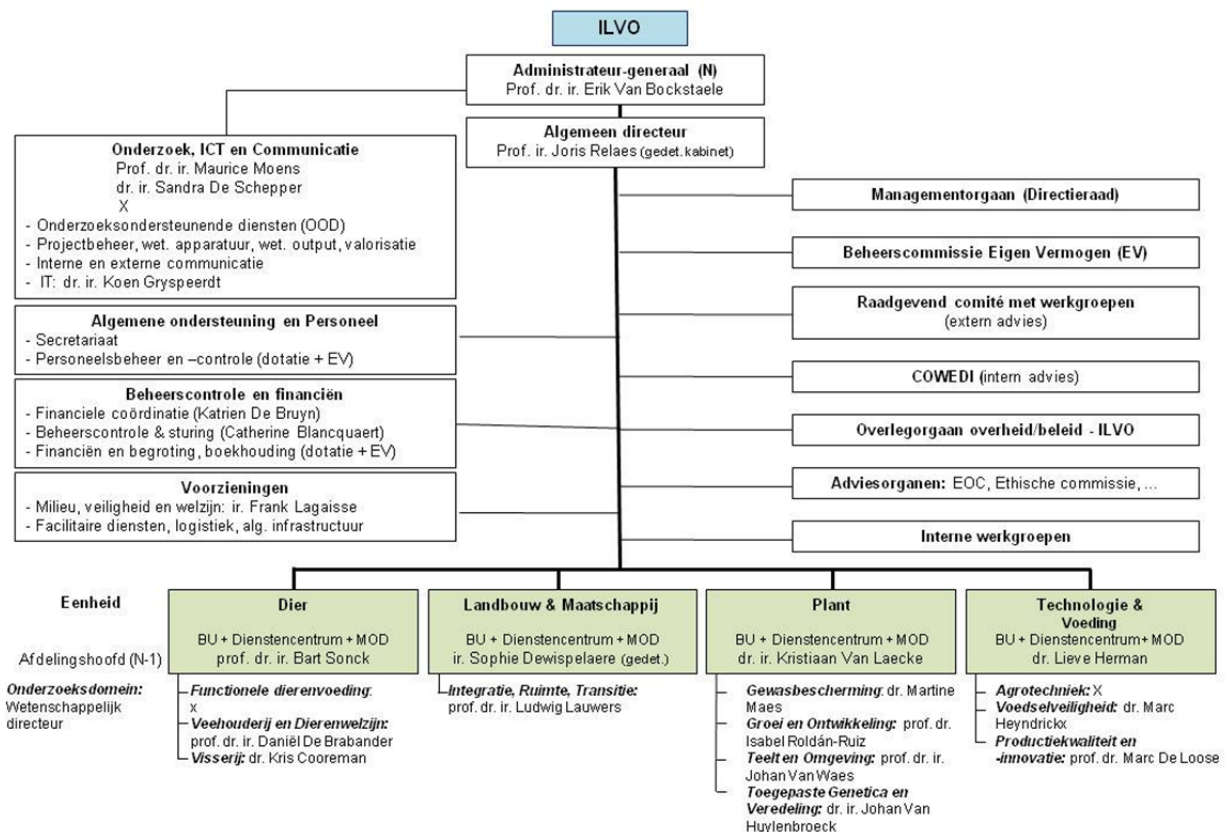 ILVO
Administrateur-generaal (N)
Prof. dr. ir. Erik Van Bockstaele
Algemeen directeur
Prof. ir. Joris Relaes (gedet.kabinet)
Onderzoek, ICT en Communicatie
Prof. dr. ir. Maurice Moens
dr. ir. Sandra De Schepper
X
- Onderzoeksondersteunende diensten (OOD)
- Projectbeheer, wet. apparatuur, wet. output, valorisatie
- Interne en externe communicatie
- IT: dr. ir. Koen Gryspeerdt
Algemene ondersteuning en Personeel
- Secretariaat
- Personeelsbeheer en –controle (dotatie + EV)
Beheerscontrole en financiën
- Financiele coördinatie (Katrien De Bruyn)
- Beheerscontrole & sturing (Catherine Blancquaert)
- Financiën en begroting, boekhouding (dotatie + EV)
Voorzieningen
- Milieu, veiligheid en welzijn: ir. Frank Lagaisse
- Facilitaire diensten, logistiek, alg. infrastructuur
Managementorgaan (Directieraad)
Beheerscommissie Eigen Vermogen (EV)
Raadgevend comité met werkgroepen
(extern advies)
COWEDI (intern advies)
Overlegorgaan overheid/beleid - ILVO
Adviesorganen: EOC, Ethische commissie, ...
Interne werkgroepen
Eenheid
Afdelingshoofd (N-1)
Onderzoeksdomein:
Wetenschappelijk
directeur
Dier
BU + Dienstencentrum + MOD
prof. dr. ir. Bart Sonck
Functionele dierenvoeding:
x
Veehouderij en Dierenwelzijn:
prof. dr. ir. Daniël De Brabander
Visserij: dr. Kris Cooreman
Landbouw & Maatschappij
BU + Dienstencentrum + MOD
ir. Sophie Dewispelaere (gedet.)
Integratie, Ruimte, Transitie:
prof. dr. ir. Ludwig Lauwers
Plant
BU + Dienstencentrum + MOD
dr. ir. Kristiaan Van Laecke
Gewasbescherming: dr. Martine
Maes
Groei en Ontwikkeling: prof. dr.
Isabel Roldán-Ruiz
Teelt en Omgeving: prof. dr. ir.
Johan Van Waes
Toegepaste Genetica en
Veredeling: dr. ir. Johan Van
Huylenbroeck
Technologie &
Voeding
BU + Dienstencentrum+ MOD
dr. Lieve Herman
Agrotechniek: X
Voedselveiligheid: dr. Marc
Heyndrickx
Productiekwaliteit en
-innovatie: prof. dr. Marc De Loose